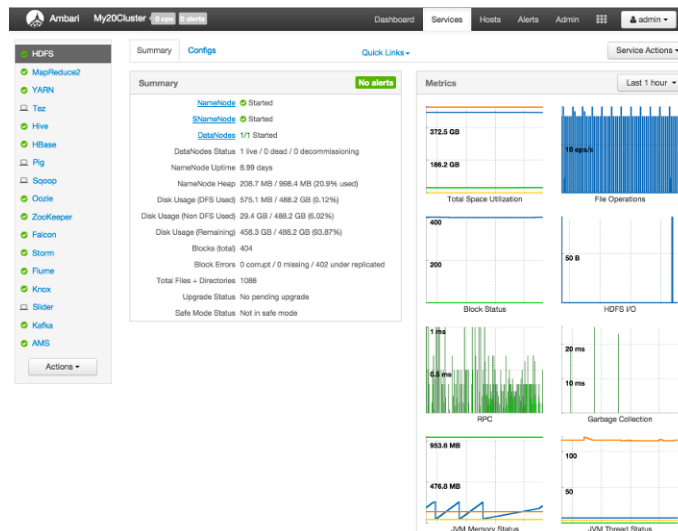 Ambari My20Cluster 0 ops 0 alerts Dashboard Services Hosts Alerts Admin admin
HDFS
MapReduce2
YARN
Tez
Hive
HBase
Pig
Sqoop
Oozie
ZooKeeper
Falcon
Storm
Flume
Knox
Slider
Kafka
AMS
Actions
Summary Configs Quick Links Service Actions
Summary No alerts
NameNode Started
SNameNode Started
DataNodes 1/1 Started
DataNodes Status 1 live / 0 dead / 0 decommissioning
NameNode Uptime 8.99 days
NameNode Heap 208.7 MB / 998.4 MB (20.9% used)
Disk Usage (DFS Used) 575.1 MB / 488.2 GB (0.12%)
Disk Usage (Non DFS Used) 29.4 GB / 488.2 GB (6.02%)
Disk Usage (Remaining) 458.3 GB / 488.2 GB (93.87%)
Blocks (total) 404
Block Errors 0 corrupt / 0 missing / 402 under replicated
Total Files + Directories 1088
Upgrade Status No pending upgrade
Safe Mode Status Not in safe mode
Metrics Last 1 hour
372.5 GB
186.2 GB
Total Space Utilization
10 eps/s
File Operations
400
200
Block Status
50 B
HDFS I/O
1 ms
0.5 ms
RPC
20 ms
10 ms
Garbage Collection
953.6 MB
476.8 MB
JVM Memory Status
100
50
JVM Thread Status